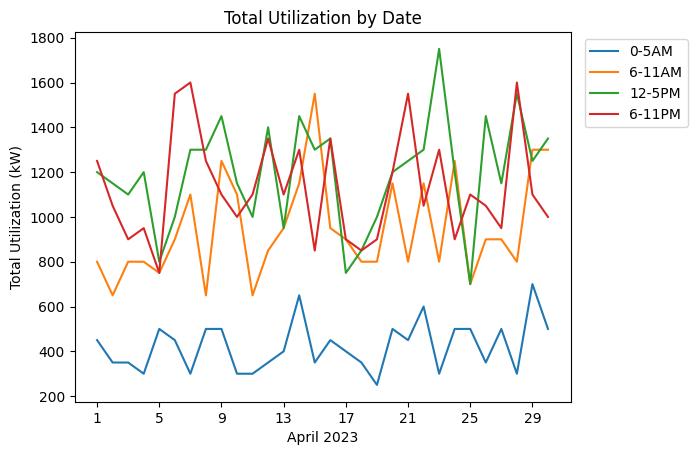 Total Utilization by Date
1800
1600
1400
1200
1000
800
600
400
200
Total Utilization (kW)
1 5 9 13 17 21 25 29
April 2023
0-5AM
6-11AM
12-5PM
6-11PM